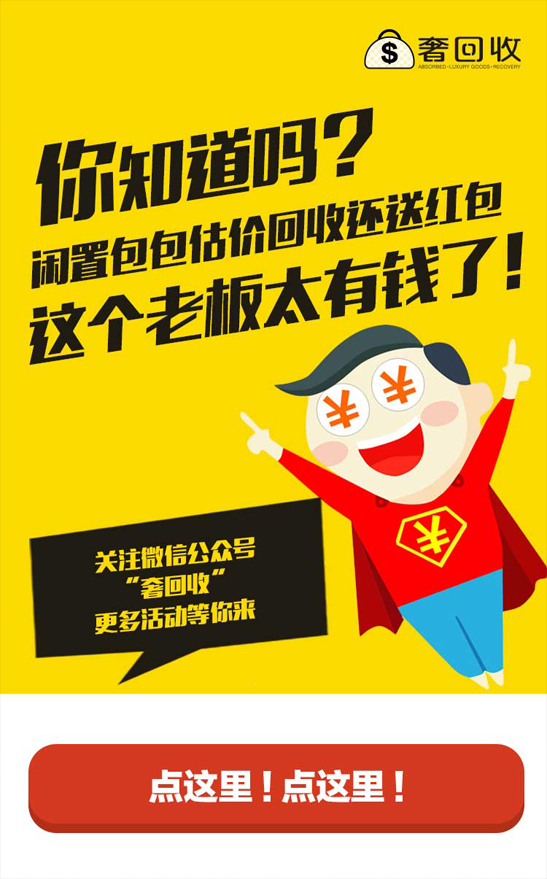 $
奢回收
ABSORBED·LUXURY GOODS·RECOVERY
你知道吗？
闲置包包估价回收还送红包
这个老板太有钱了！
¥ ¥
¥
关注微信公众号
“奢回收”
更多活动等你来
点这里！点这里！